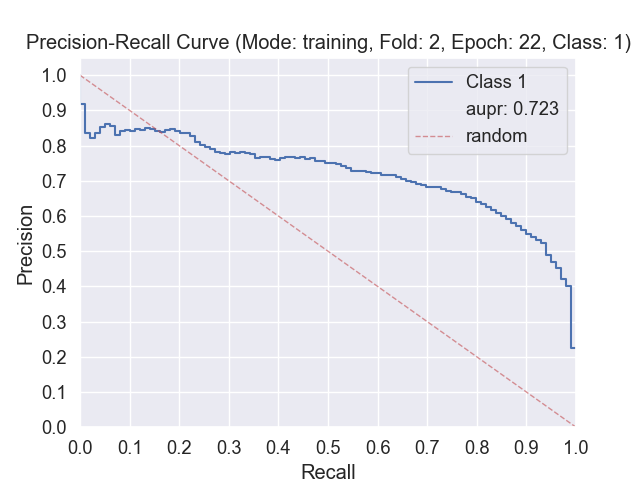 Precision-Recall Curve (Mode: training, Fold: 2, Epoch: 22, Class: 1)
1.0
0.9
0.8
0.7
0.6
0.5
0.4
0.3
0.2
0.1
0.0
Precision
Class 1
aupr: 0.723
random
0.0 0.1 0.2 0.3 0.4 0.5 0.6 0.7 0.8 0.9 1.0
Recall